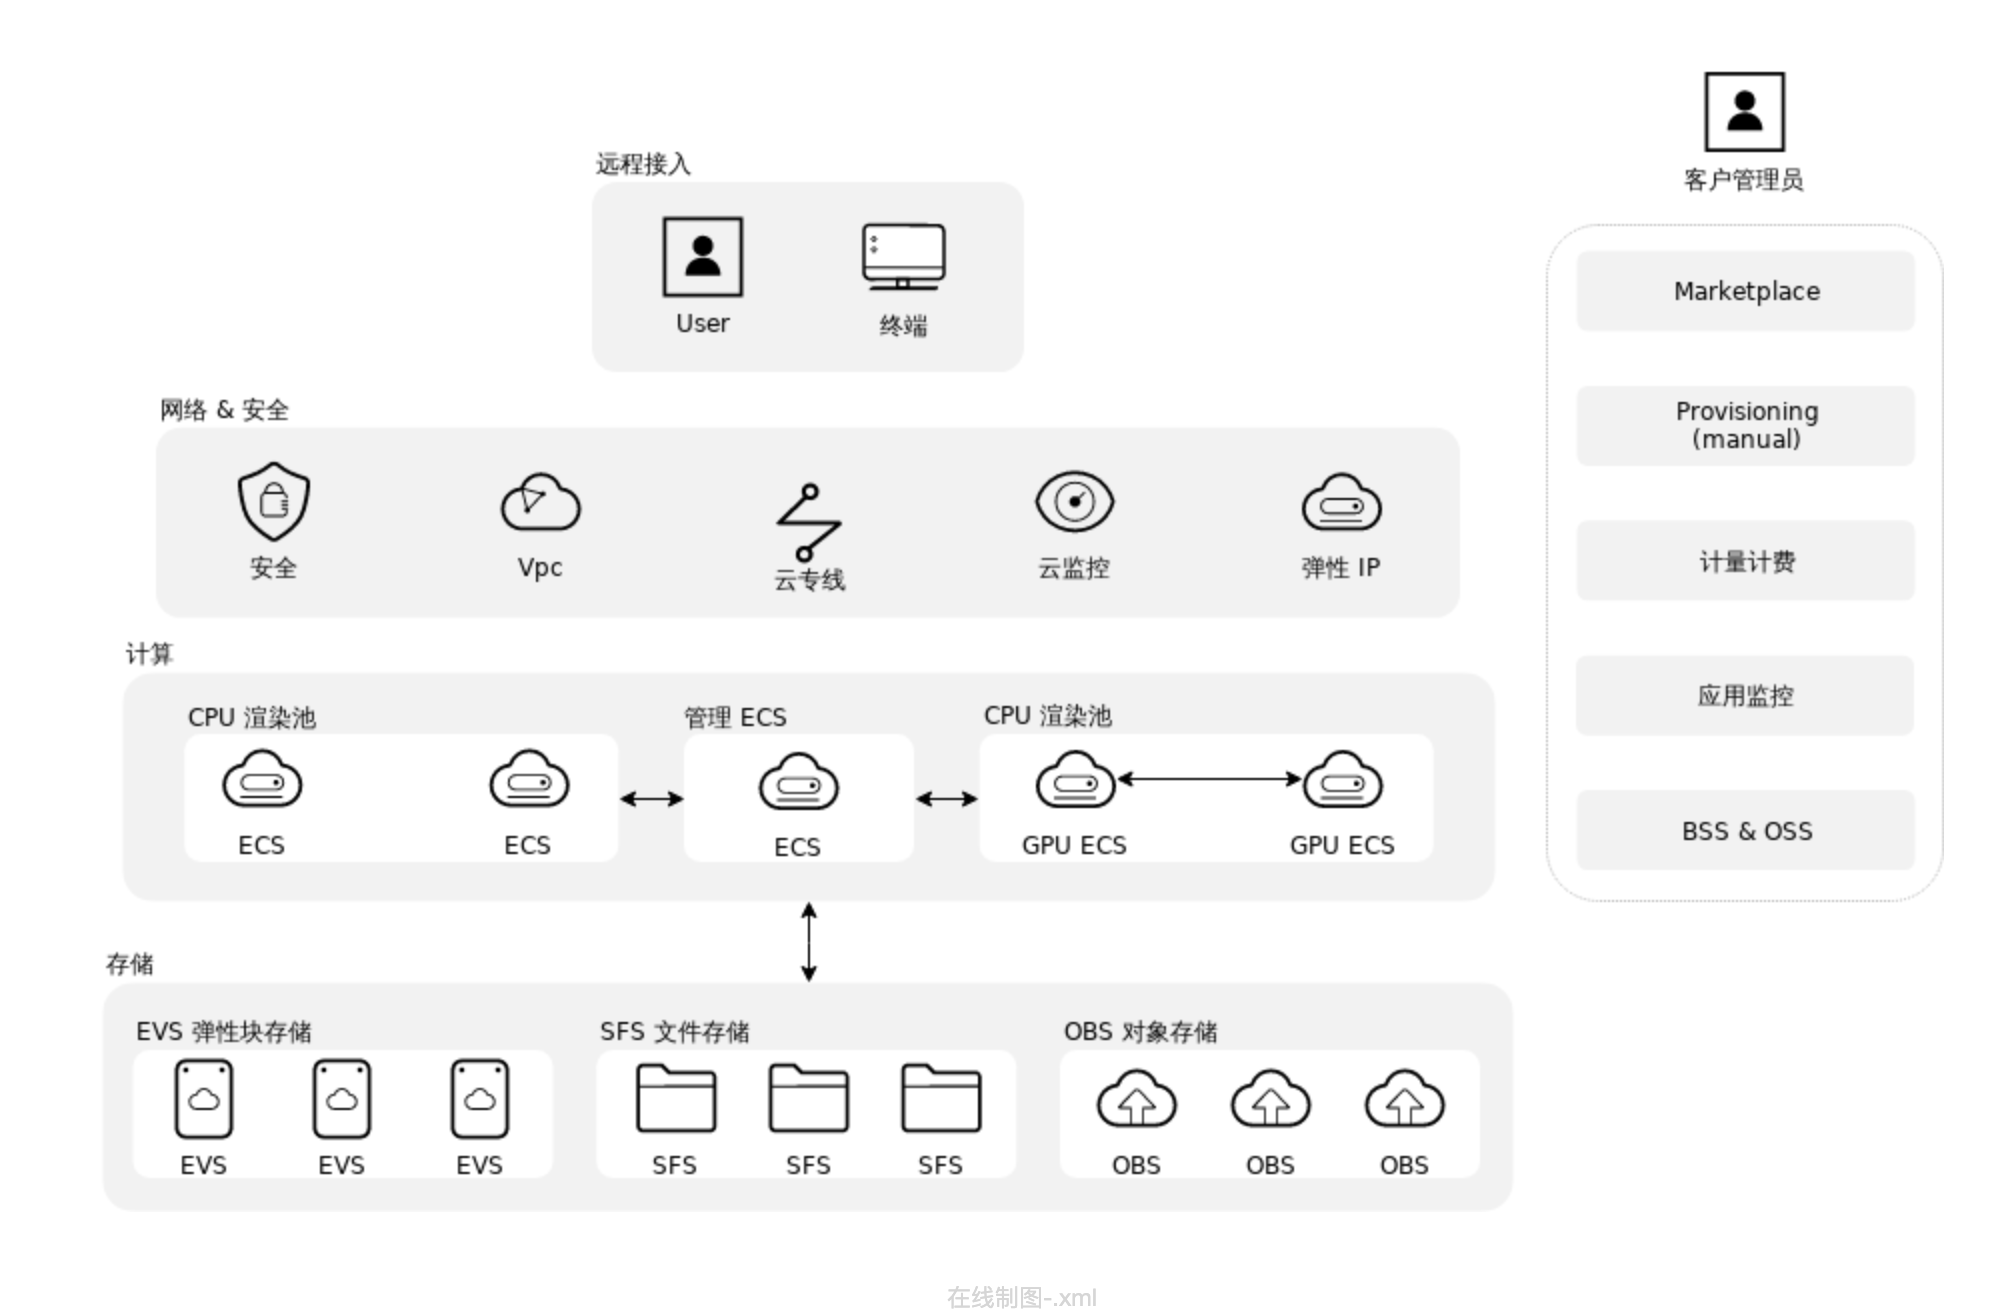 客户管理员
远程接入
User
终端
Marketplace
网络 & 安全
Provisioning
(manual)
安全
Vpc
云专线
云监控
弹性 IP
计量计费
计算
应用监控
CPU 渲染池
管理 ECS
CPU 渲染池
ECS
ECS
ECS
GPU ECS
GPU ECS
BSS & OSS
存储
EVS 弹性块存储
SFS 文件存储
OBS 对象存储
EVS
EVS
EVS
SFS
SFS
SFS
OBS
OBS
OBS
在线制图-.xml